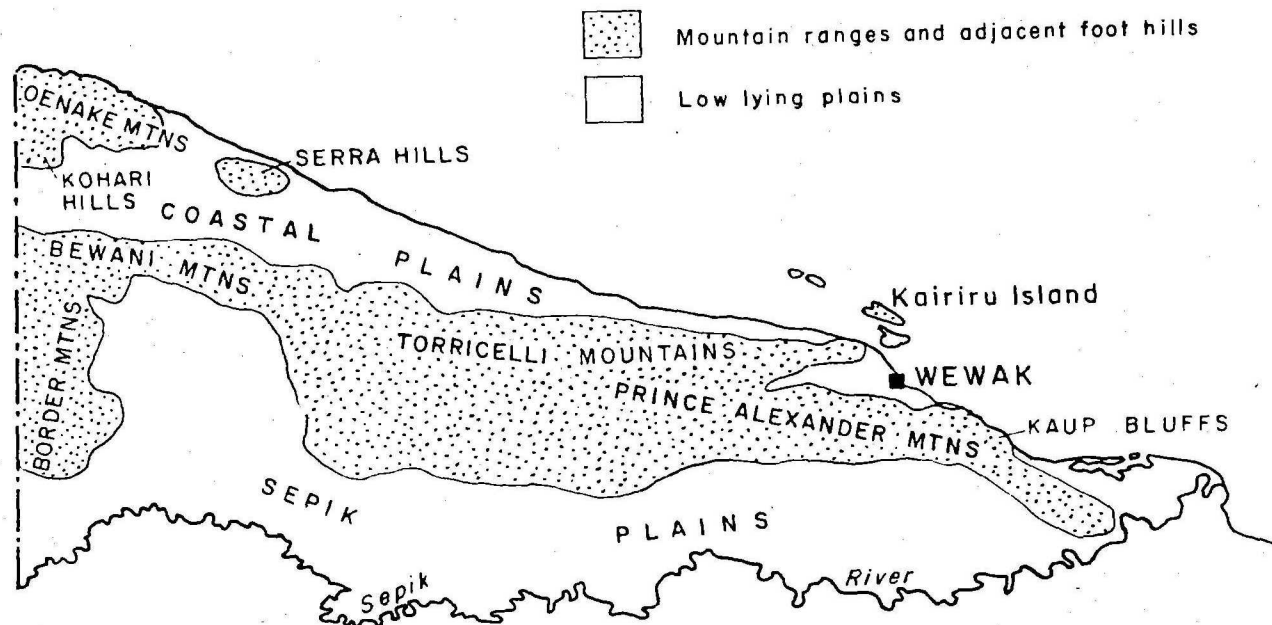 Mountain ranges and adjacent foot hills
Low lying plains
OENAKE MTNS
SERRA HILLS
KOHARI
HILLS
COASTAL PLAINS
BEWANI MTNS
Kairiru Island
BORDER MTNS
TORRICELLI MOUNTAINS
WEWAK
PRINCE ALEXANDER MTNS
KAUP BLUFFS
SEPIK PLAINS
Sepik River